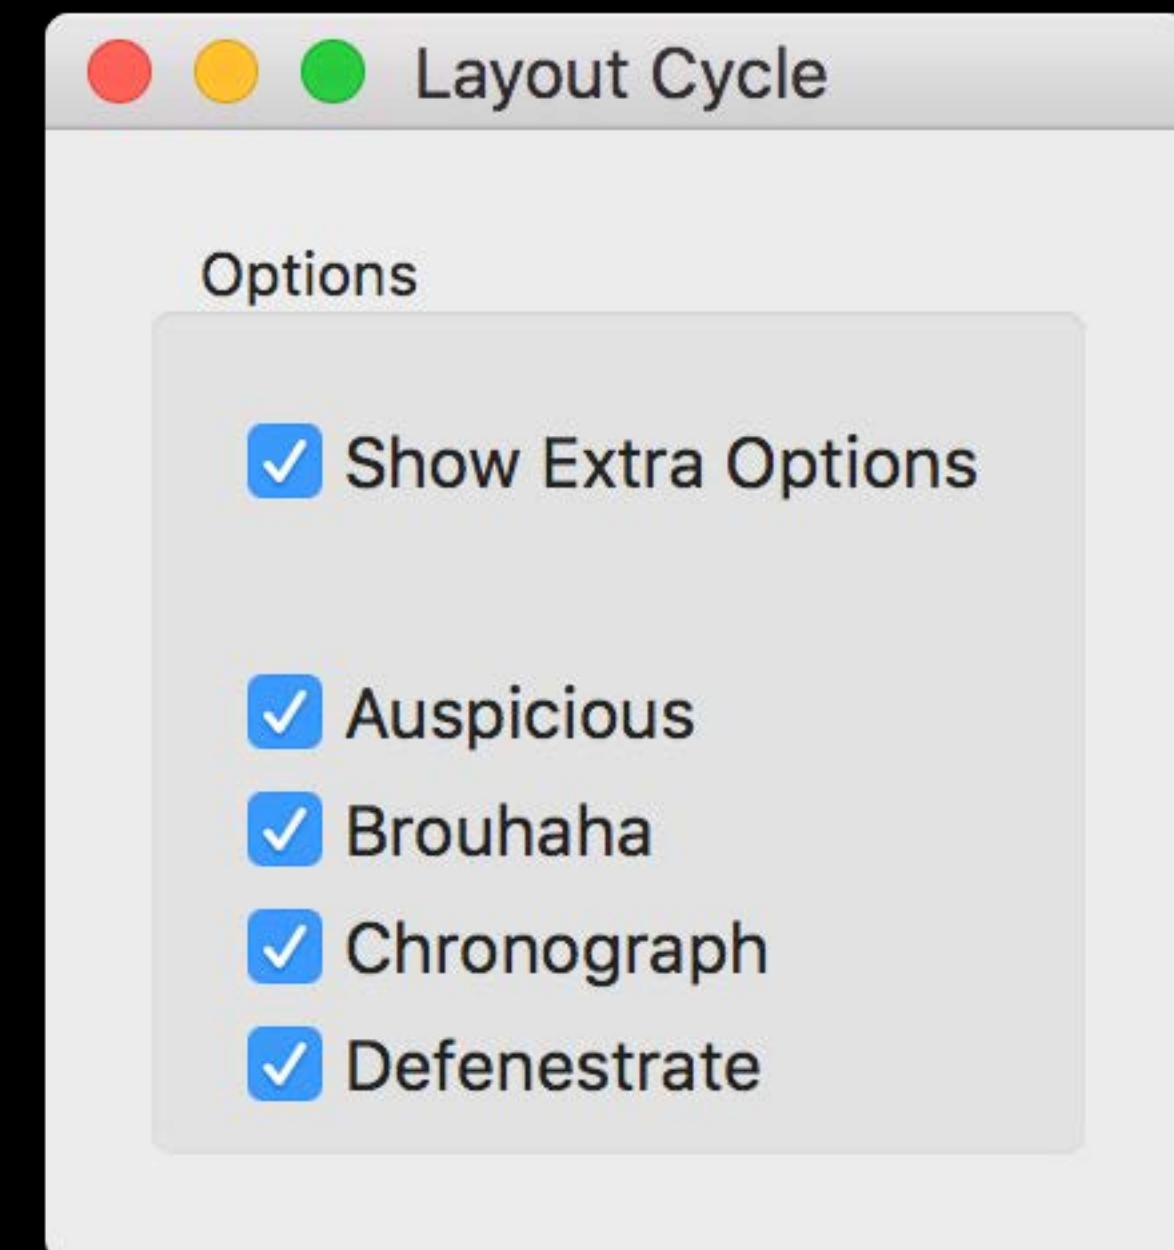 Layout Cycle
Options
Show Extra Options
Auspicious
Brouhaha
Chronograph
Defenestrate